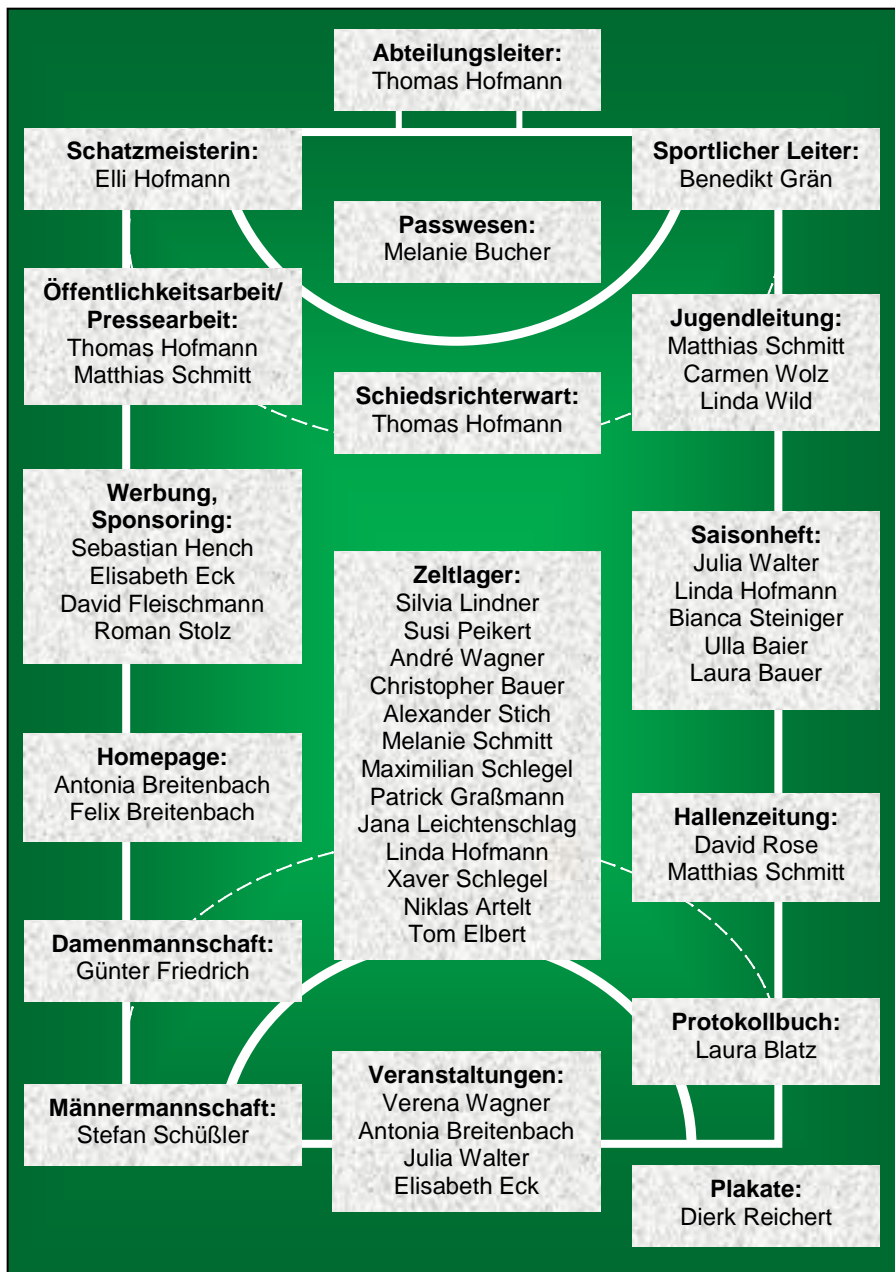 Abteilungsleiter:
Thomas Hofmann
Schatzmeisterin:
Elli Hofmann
Sportlicher Leiter:
Benedikt Grän
Passwesen:
Melanie Bucher
Öffentlichkeitsarbeit/
Pressearbeit:
Thomas Hofmann
Matthias Schmitt
Jugendleitung:
Matthias Schmitt
Carmen Wolz
Linda Wild
Schiedsrichterwart:
Thomas Hofmann
Werbung,
Sponsoring:
Sebastian Hench
Elisabeth Eck
David Fleischmann
Roman Stolz
Zeltlager:
Silvia Lindner
Susi Peikert
André Wagner
Christopher Bauer
Alexander Stich
Melanie Schmitt
Maximilian Schlegel
Patrick Graßmann
Jana Leichtenschlag
Linda Hofmann
Xaver Schlegel
Niklas Artelt
Tom Elbert
Saisonheft:
Julia Walter
Linda Hofmann
Bianca Steiniger
Ulla Baier
Laura Bauer
Homepage:
Antonia Breitenbach
Felix Breitenbach
Hallenzeitung:
David Rose
Matthias Schmitt
Damenmannschaft:
Günter Friedrich
Protokollbuch:
Laura Blatz
Männermannschaft:
Stefan Schüßler
Veranstaltungen:
Verena Wagner
Antonia Breitenbach
Julia Walter
Elisabeth Eck
Plakate:
Dierk Reichert